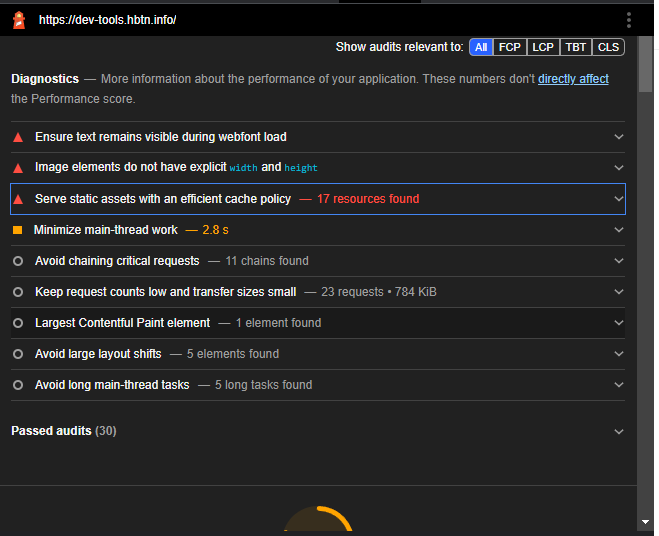 https://dev-tools.hbtn.info/
Show audits relevant to: All FCP LCP TBT CLS
Diagnostics — More information about the performance of your application. These numbers don't directly affect
the Performance score.
Ensure text remains visible during webfont load
Image elements do not have explicit width and height
Serve static assets with an efficient cache policy — 17 resources found
Minimize main-thread work — 2.8 s
Avoid chaining critical requests — 11 chains found
Keep request counts low and transfer sizes small — 23 requests • 784 KiB
Largest Contentful Paint element — 1 element found
Avoid large layout shifts — 5 elements found
Avoid long main-thread tasks — 5 long tasks found
Passed audits (30)